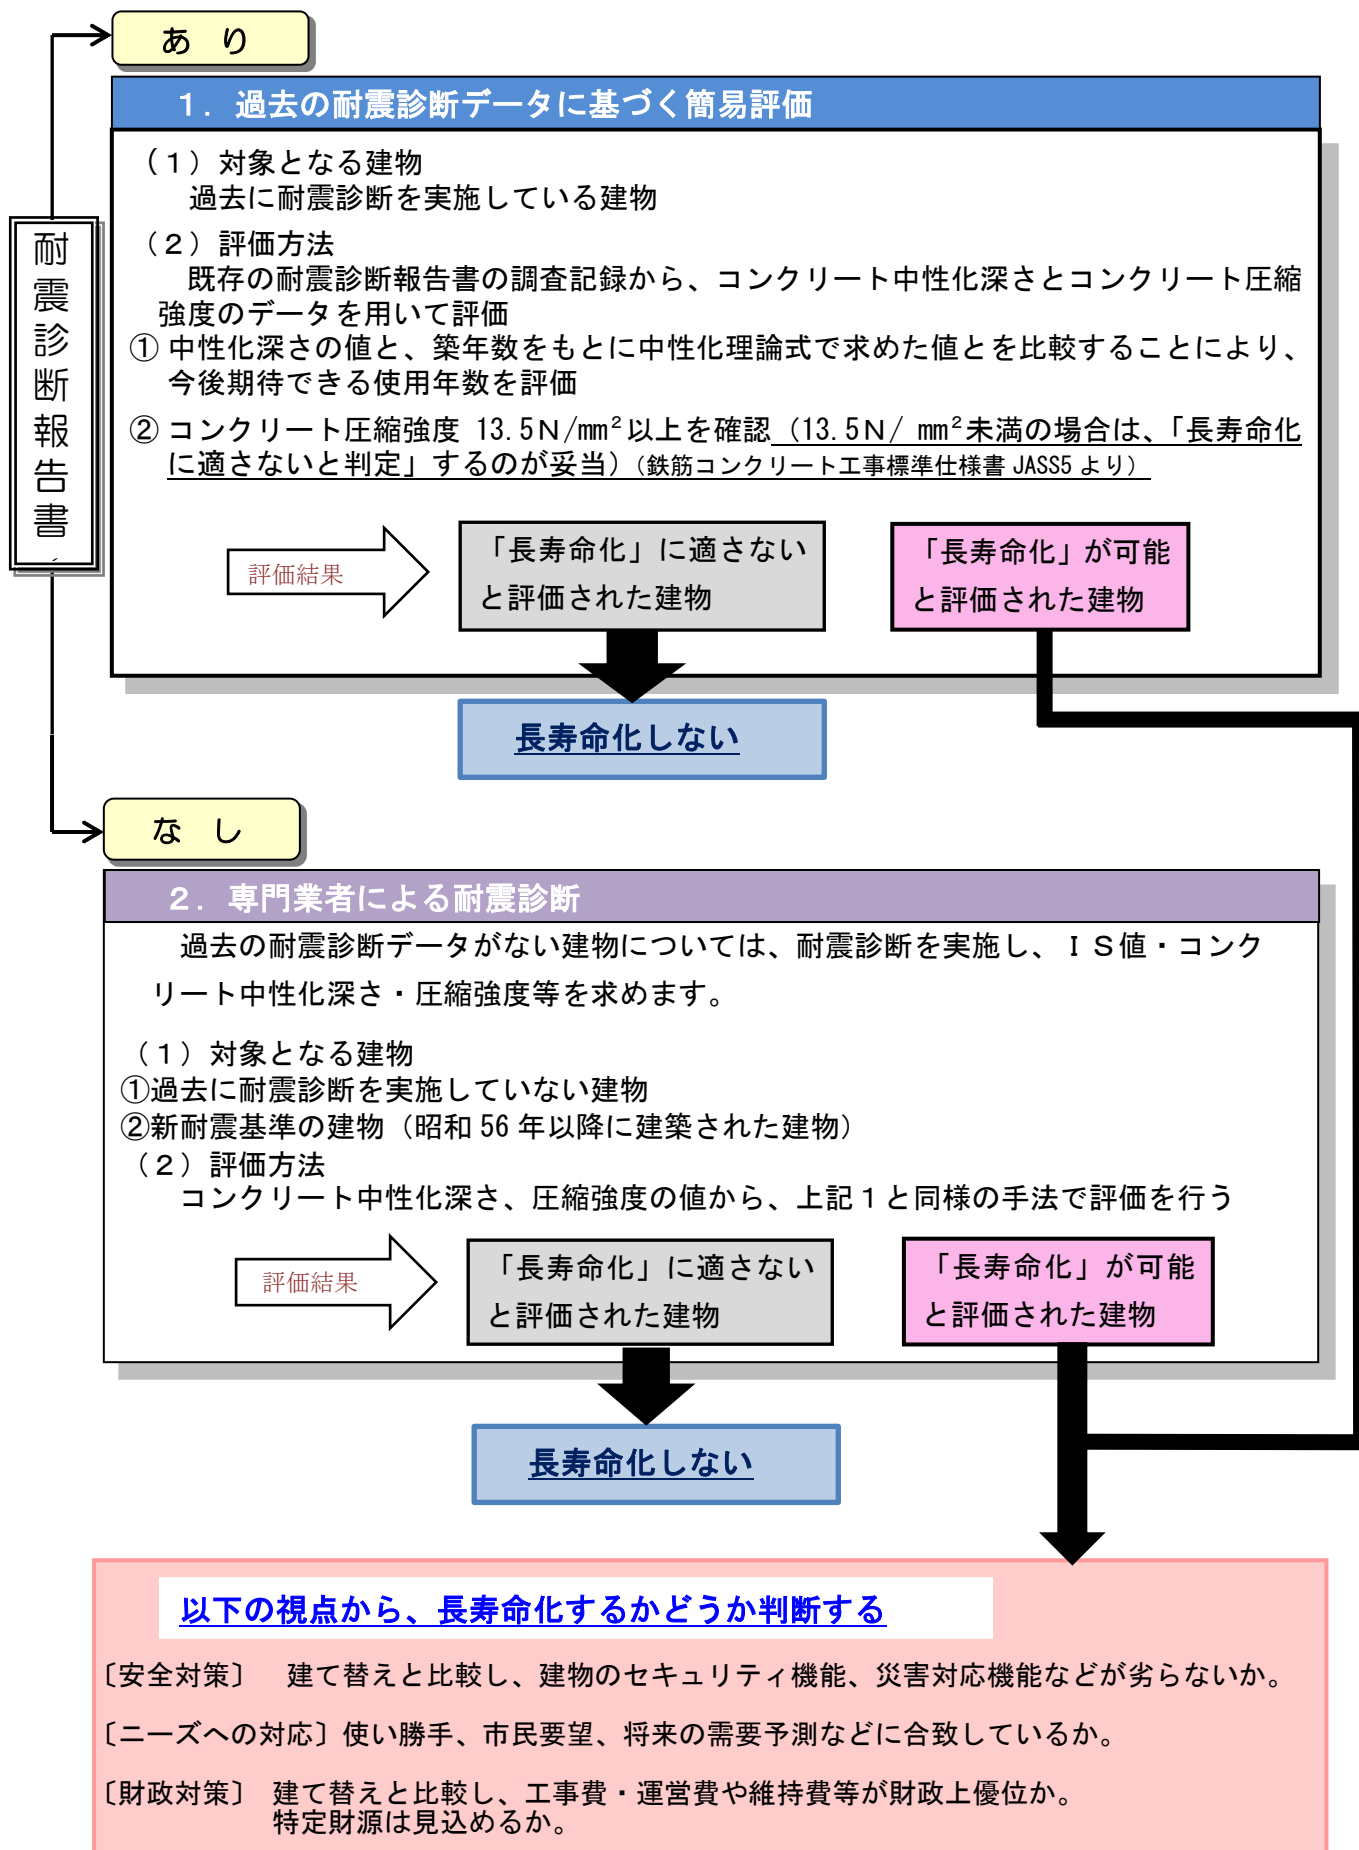 あ り
１．過去の耐震診断データに基づく簡易評価
（１）対象となる建物
過去に耐震診断を実施している建物
（２）評価方法
既存の耐震診断報告書の調査記録から、コンクリート中性化深さとコンクリート圧縮
強度のデータを用いて評価
① 中性化深さの値と、築年数をもとに中性化理論式で求めた値とを比較することにより、
今後期待できる使用年数を評価
② コンクリート圧縮強度 13.5Ｎ/mm²以上を確認（13.5Ｎ/ mm²未満の場合は、「長寿命化
に適さないと判定」するのが妥当）（鉄筋コンクリート工事標準仕様書 JASS5 より）
耐震診断報告書
評価結果
「長寿命化」に適さない
と評価された建物
「長寿命化」が可能
と評価された建物
長寿命化しない
な し
２．専門業者による耐震診断
過去の耐震診断データがない建物については、耐震診断を実施し、ＩＳ値・コンク
リート中性化深さ・圧縮強度等を求めます。
（１）対象となる建物
①過去に耐震診断を実施していない建物
②新耐震基準の建物（昭和 56 年以降に建築された建物）
（２）評価方法
コンクリート中性化深さ、圧縮強度の値から、上記１と同様の手法で評価を行う
評価結果
「長寿命化」に適さない
と評価された建物
「長寿命化」が可能
と評価された建物
長寿命化しない
以下の視点から、長寿命化するかどうか判断する
〔安全対策〕 建て替えと比較し、建物のセキュリティ機能、災害対応機能などが劣らないか。
〔ニーズへの対応〕使い勝手、市民要望、将来の需要予測などに合致しているか。
〔財政対策〕 建て替えと比較し、工事費・運営費や維持費等が財政上優位か。
特定財源は見込めるか。